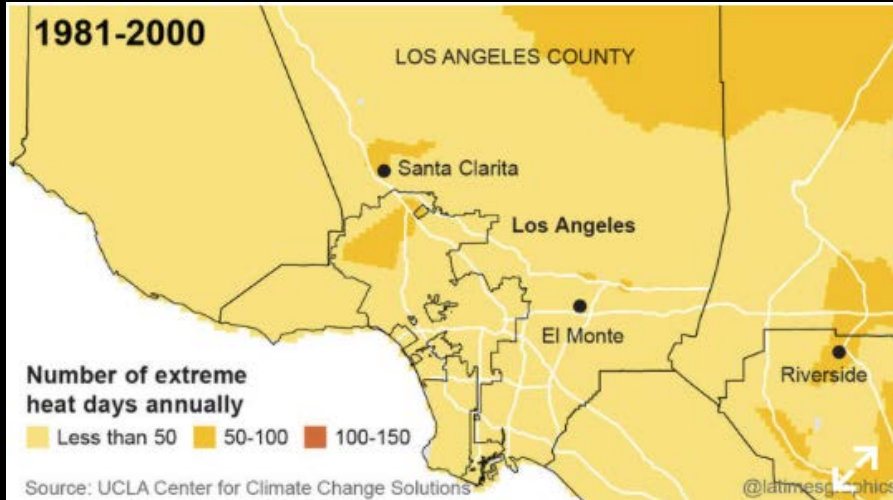 1981-2000
LOS ANGELES COUNTY
Santa Clarita
Los Angeles
El Monte
Riverside
Number of extreme
heat days annually
Less than 50 50-100 100-150
Source: UCLA Center for Climate Change Solutions